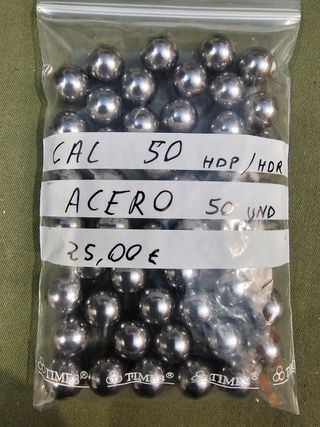 CAL 50 HDP/HDR
ACERO 50 UND
25,00 €
TIMES® TIMES® TIMES®